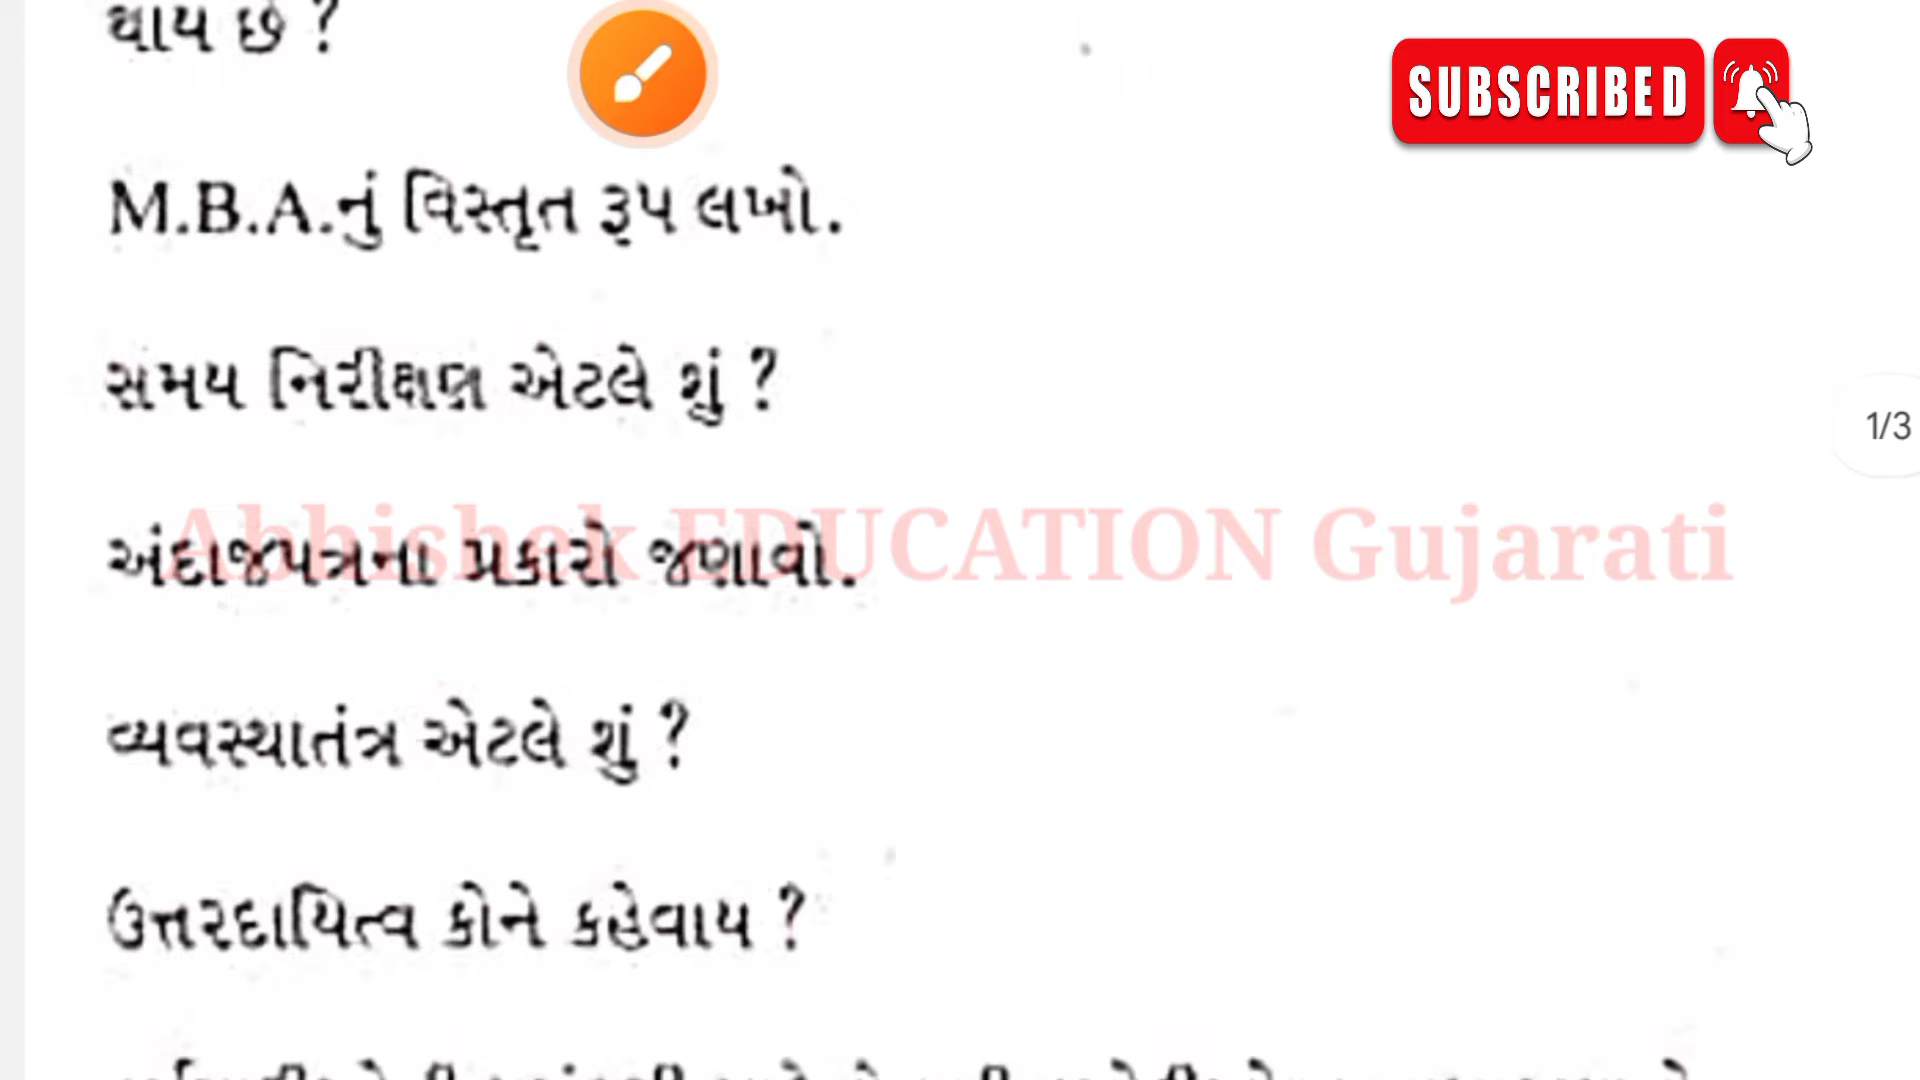 થાય છે ?
SUBSCRIBED
M.B.A.નું વિસ્તૃત રૂપ લખો.
સમય નિરીક્ષણ એટલે શું ?
1/3
Abhishek EDUCATION Gujarati
અંદાજપત્રના પ્રકારો જણાવો.
વ્યવસ્થાતંત્ર એટલે શું ?
ઉત્તરદાયિત્વ કોને કહેવાય ?